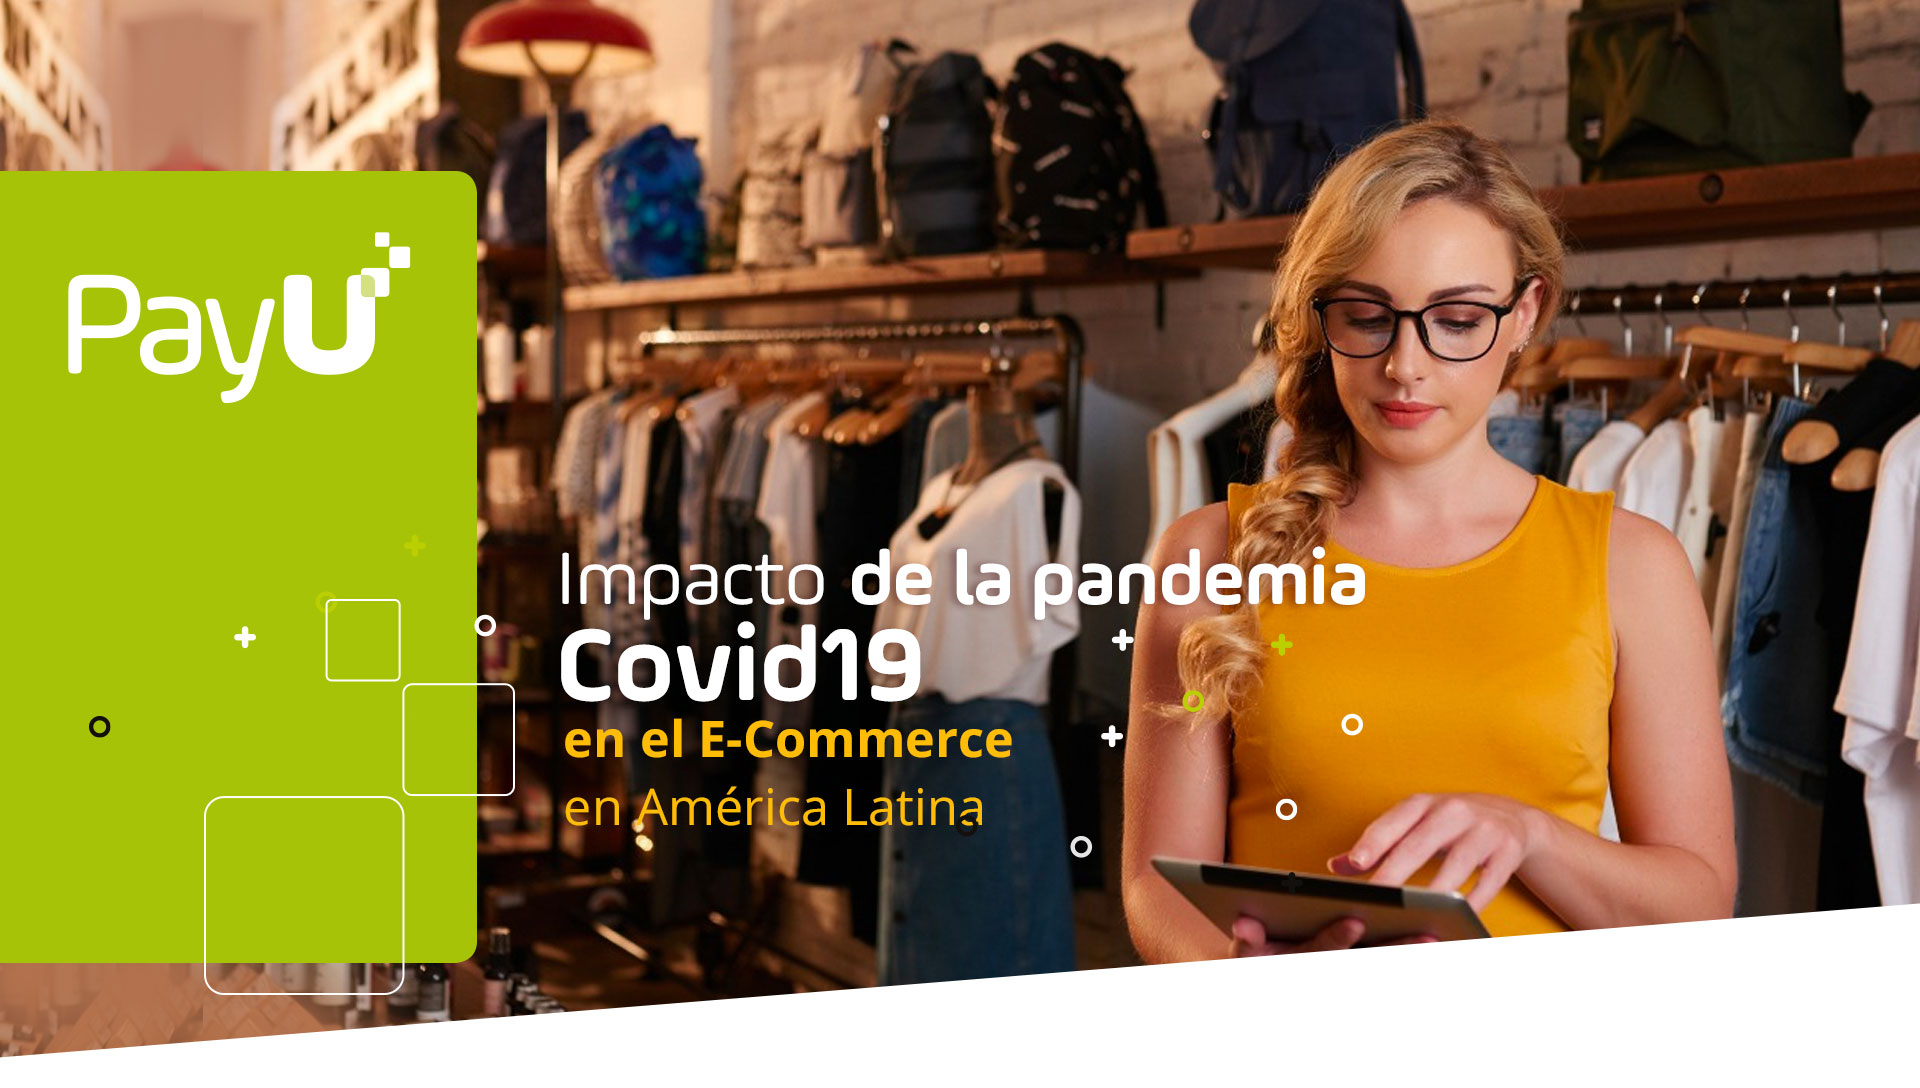 PayU
Impacto de la pandemia
Covid19
en el E-Commerce
en América Latina